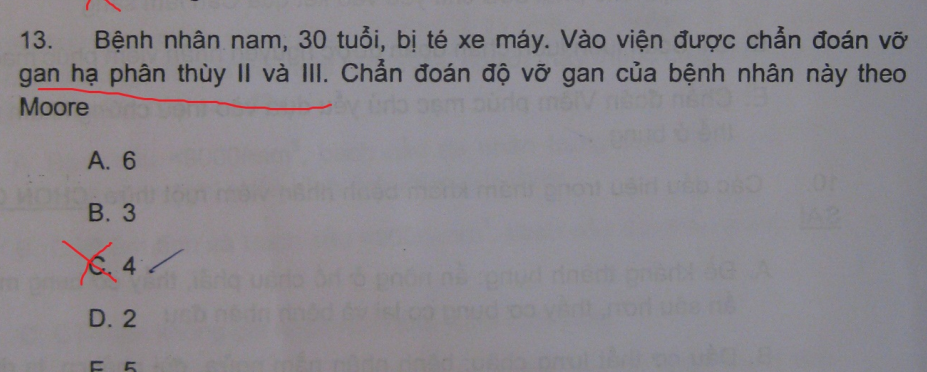 13. Bệnh nhân nam, 30 tuổi, bị té xe máy. Vào viện được chẩn đoán vỡ
gan hạ phân thùy II và III. Chẩn đoán độ vỡ gan của bệnh nhân này theo
Moore
A. 6
B. 3
C. 4
D. 2
E. 5